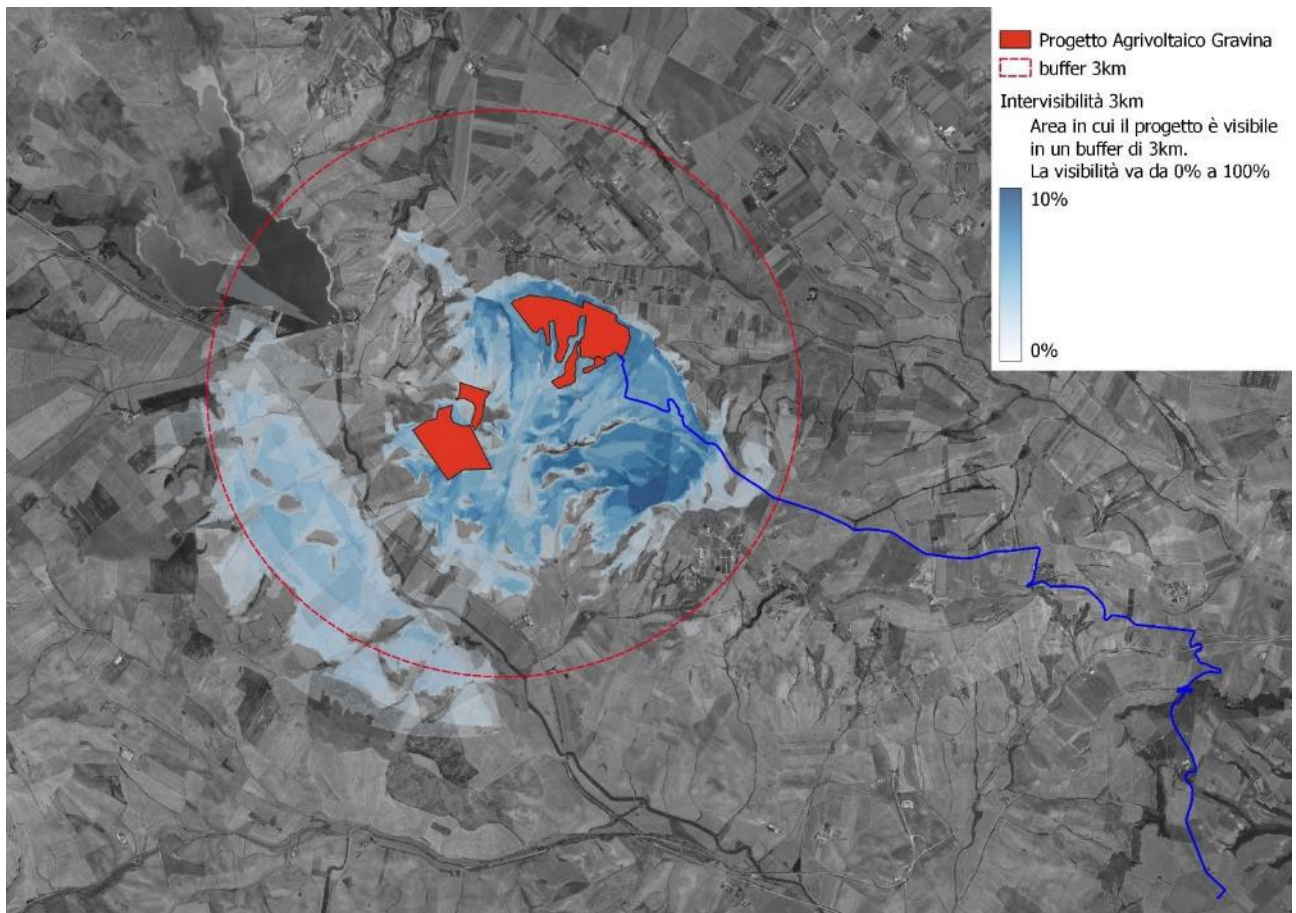 Progetto Agrivoltaico Gravina
buffer 3km
Intervisibilità 3km
Area in cui il progetto è visibile
in un buffer di 3km.
La visibilità va da 0% a 100%
10%
0%